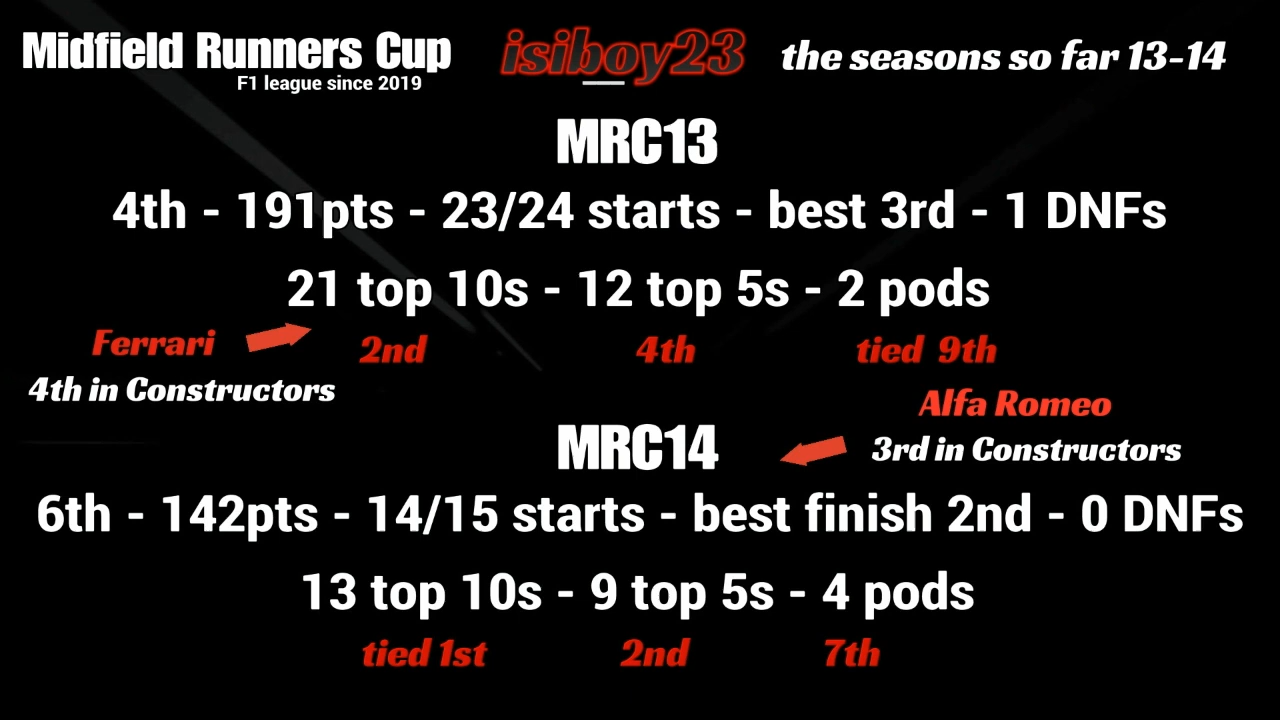 Midfield Runners Cup
F1 league since 2019
isiboy23
the seasons so far 13-14
MRC13
4th - 191pts - 23/24 starts - best 3rd - 1 DNFs
21 top 10s - 12 top 5s - 2 pods
Ferrari
2nd
4th
tied 9th
4th in Constructors
Alfa Romeo
MRC14
3rd in Constructors
6th - 142pts - 14/15 starts - best finish 2nd - 0 DNFs
13 top 10s - 9 top 5s - 4 pods
tied 1st
2nd
7th